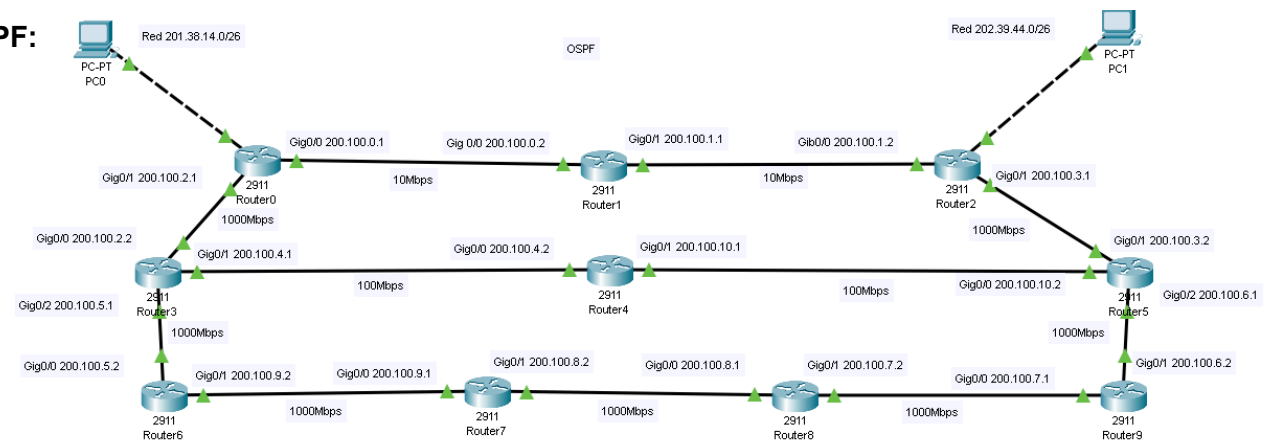 PF:
Red 201.38.14.0/26
OSPF
Red 202.39.44.0/26
PC-PT
PC0
PC-PT
PC1
Gig0/0 200.100.0.1
Gig 0/0 200.100.0.2
Gig0/1 200.100.1.1
Gib0/0 200.100.1.2
Gig0/1 200.100.2.1
2911
Router0
10Mbps
2911
Router1
10Mbps
2911
Router2
Gig0/1 200.100.3.1
1000Mbps
1000Mbps
Gig0/0 200.100.2.2
Gig0/1 200.100.4.1
Gig0/0 200.100.4.2
Gig0/1 200.100.10.1
Gig0/1 200.100.3.2
2911
Router3
100Mbps
2911
Router4
100Mbps
Gig0/0 200.100.10.2
2911
Router5
Gig0/2 200.100.6.1
Gig0/2 200.100.5.1
1000Mbps
1000Mbps
Gig0/0 200.100.5.2
Gig0/1 200.100.9.2
Gig0/0 200.100.9.1
Gig0/1 200.100.8.2
Gig0/0 200.100.8.1
Gig0/1 200.100.7.2
Gig0/0 200.100.7.1
Gig0/1 200.100.6.2
2911
Router6
1000Mbps
2911
Router7
1000Mbps
2911
Router8
1000Mbps
2911
Router9